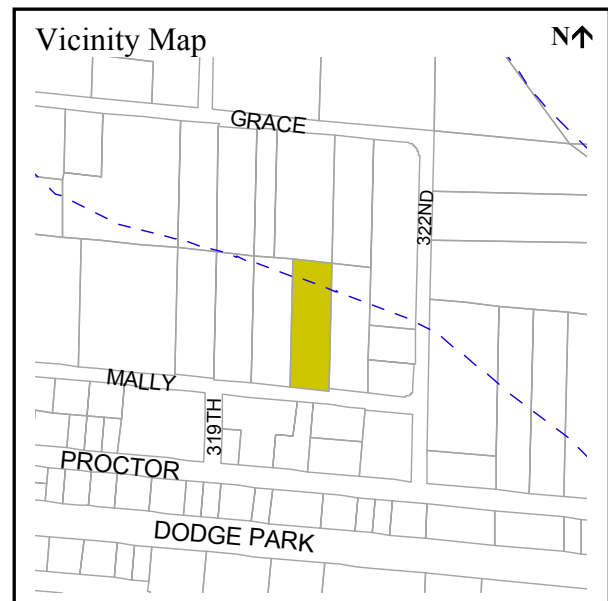 Vicinity Map
N↑
GRACE
322ND
MALLY
319TH
PROCTOR
DODGE PARK